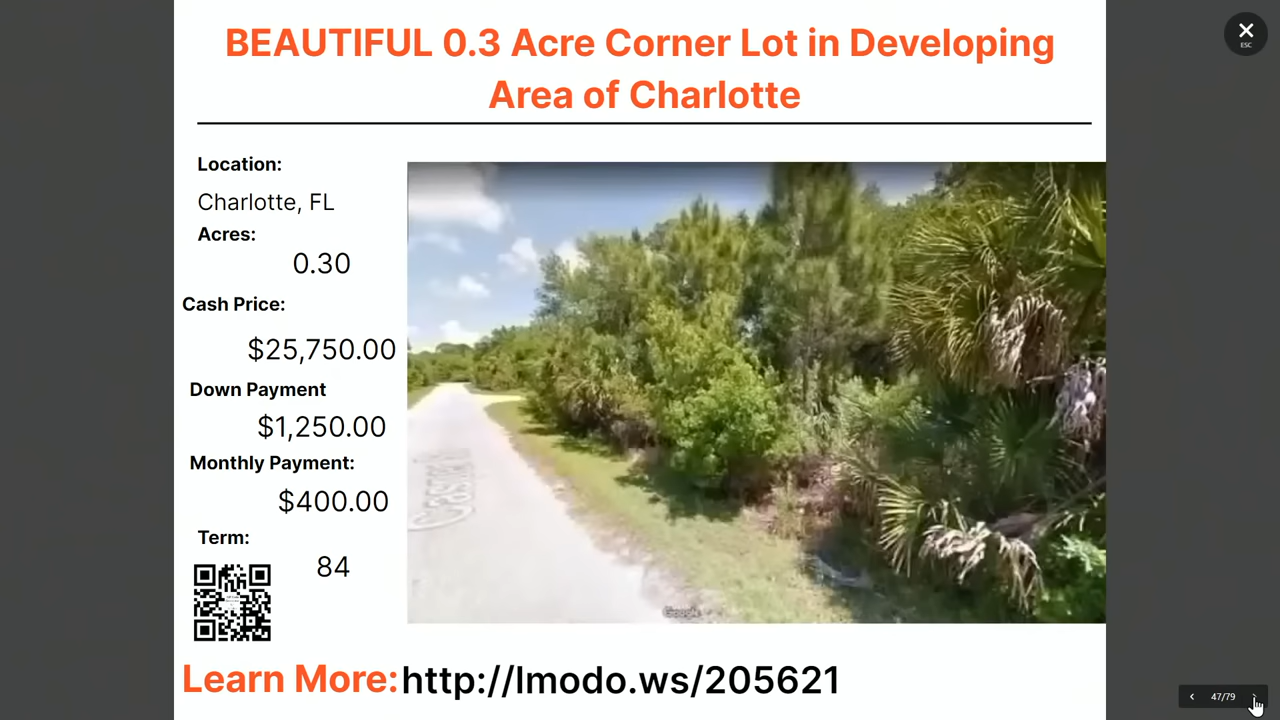 BEAUTIFUL 0.3 Acre Corner Lot in Developing
Area of Charlotte
Location:
Charlotte, FL
Acres:
0.30
Cash Price:
$25,750.00
Down Payment
$1,250.00
Monthly Payment:
$400.00
Term:
84
Google
Learn More: http://lmodo.ws/205621
ESC
47/79